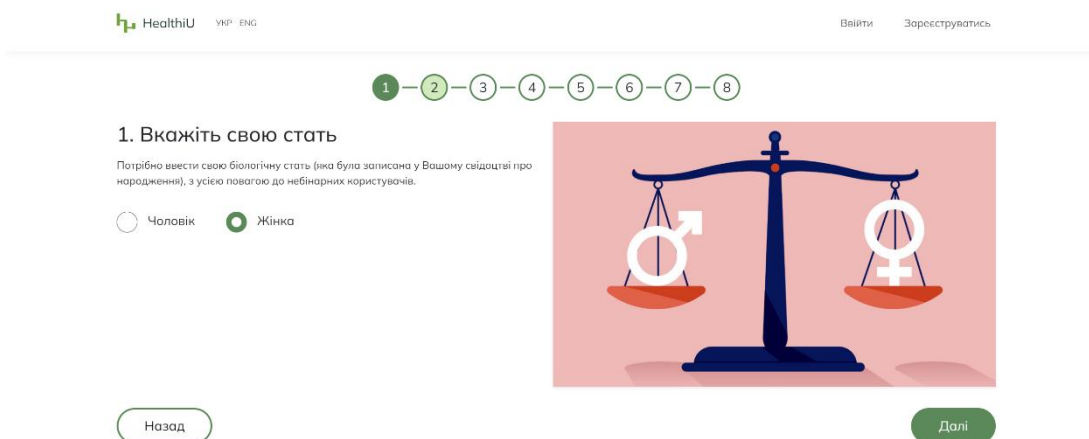 HealthiU УКР ENG Ввійти Зареєструватись
1 2 3 4 5 6 7 8
1. Вкажіть свою стать
Потрібно ввести свою біологічну стать (яка була записана у Вашому свідоцтві про
народження), з усією повагою до небінарних користувачів.
Чоловік Жінка
Назад Далі